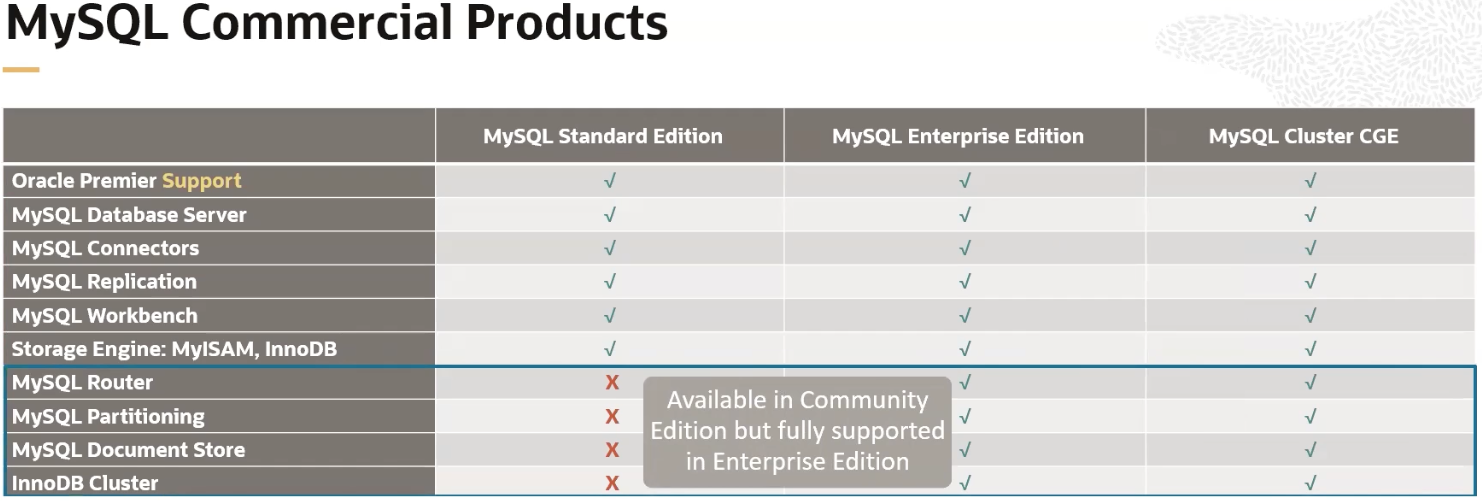 MySQL Commercial Products
MySQL Standard Edition MySQL Enterprise Edition MySQL Cluster CGE
Oracle Premier Support √ √ √
MySQL Database Server √ √ √
MySQL Connectors √ √ √
MySQL Replication √ √ √
MySQL Workbench √ √ √
Storage Engine: MyISAM, InnoDB √ √ √
MySQL Router X √ √
MySQL Partitioning X √ √
MySQL Document Store X √ √
InnoDB Cluster X √ √
Available in Community
Edition but fully supported
in Enterprise Edition